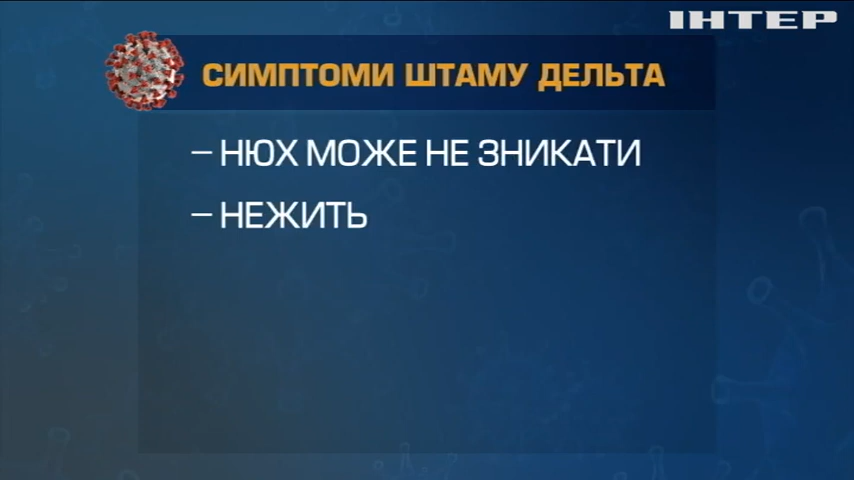 ІНТЕР
СИМПТОМИ ШТАМУ ДЕЛЬТА
– НЮХ МОЖЕ НЕ ЗНИКАТИ
– НЕЖИТЬ